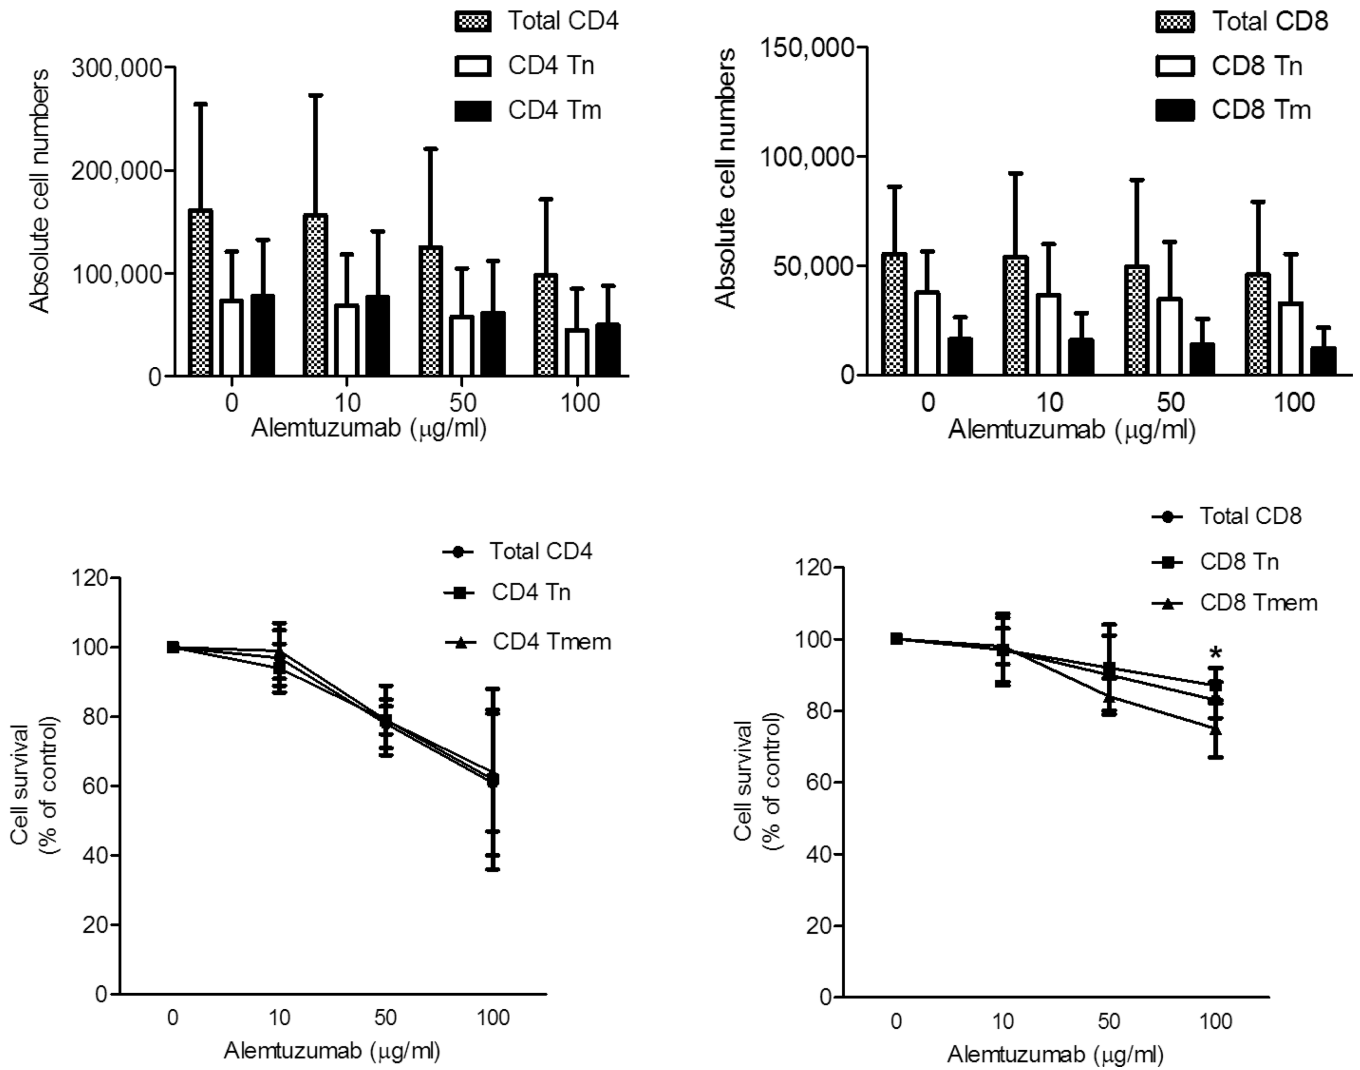 Total CD4
CD4 Tn
CD4 Tm
Absolute cell numbers
300,000
200,000
100,000
0
0 10 50 100
Alemtuzumab (μg/ml)
Total CD8
CD8 Tn
CD8 Tm
Absolute cell numbers
150,000
100,000
50,000
0
0 10 50 100
Alemtuzumab (μg/ml)
Total CD4
CD4 Tn
CD4 Tmem
Cell survival
(% of control)
120
100
80
60
40
20
0
0 10 50 100
Alemtuzumab (μg/ml)
Total CD8
CD8 Tn
CD8 Tmem
Cell survival
(% of control)
120
100
80
60
40
20
0
*
0 10 50 100
Alemtuzumab (μg/ml)